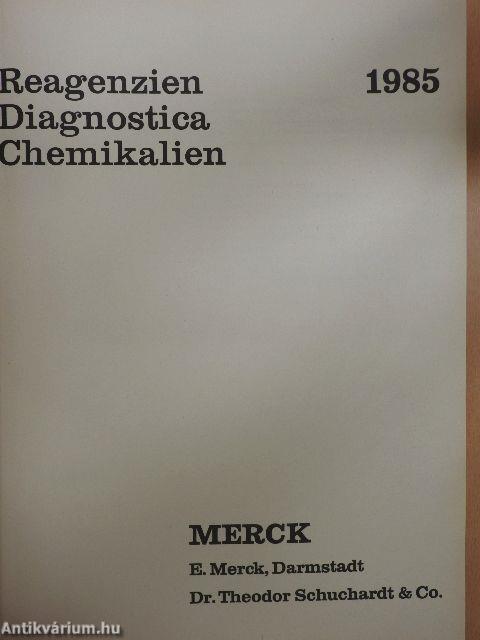 Reagenzien 1985
Diagnostica
Chemikalien
MERCK
E. Merck, Darmstadt
Dr. Theodor Schuchardt & Co.
Antikvárium.hu